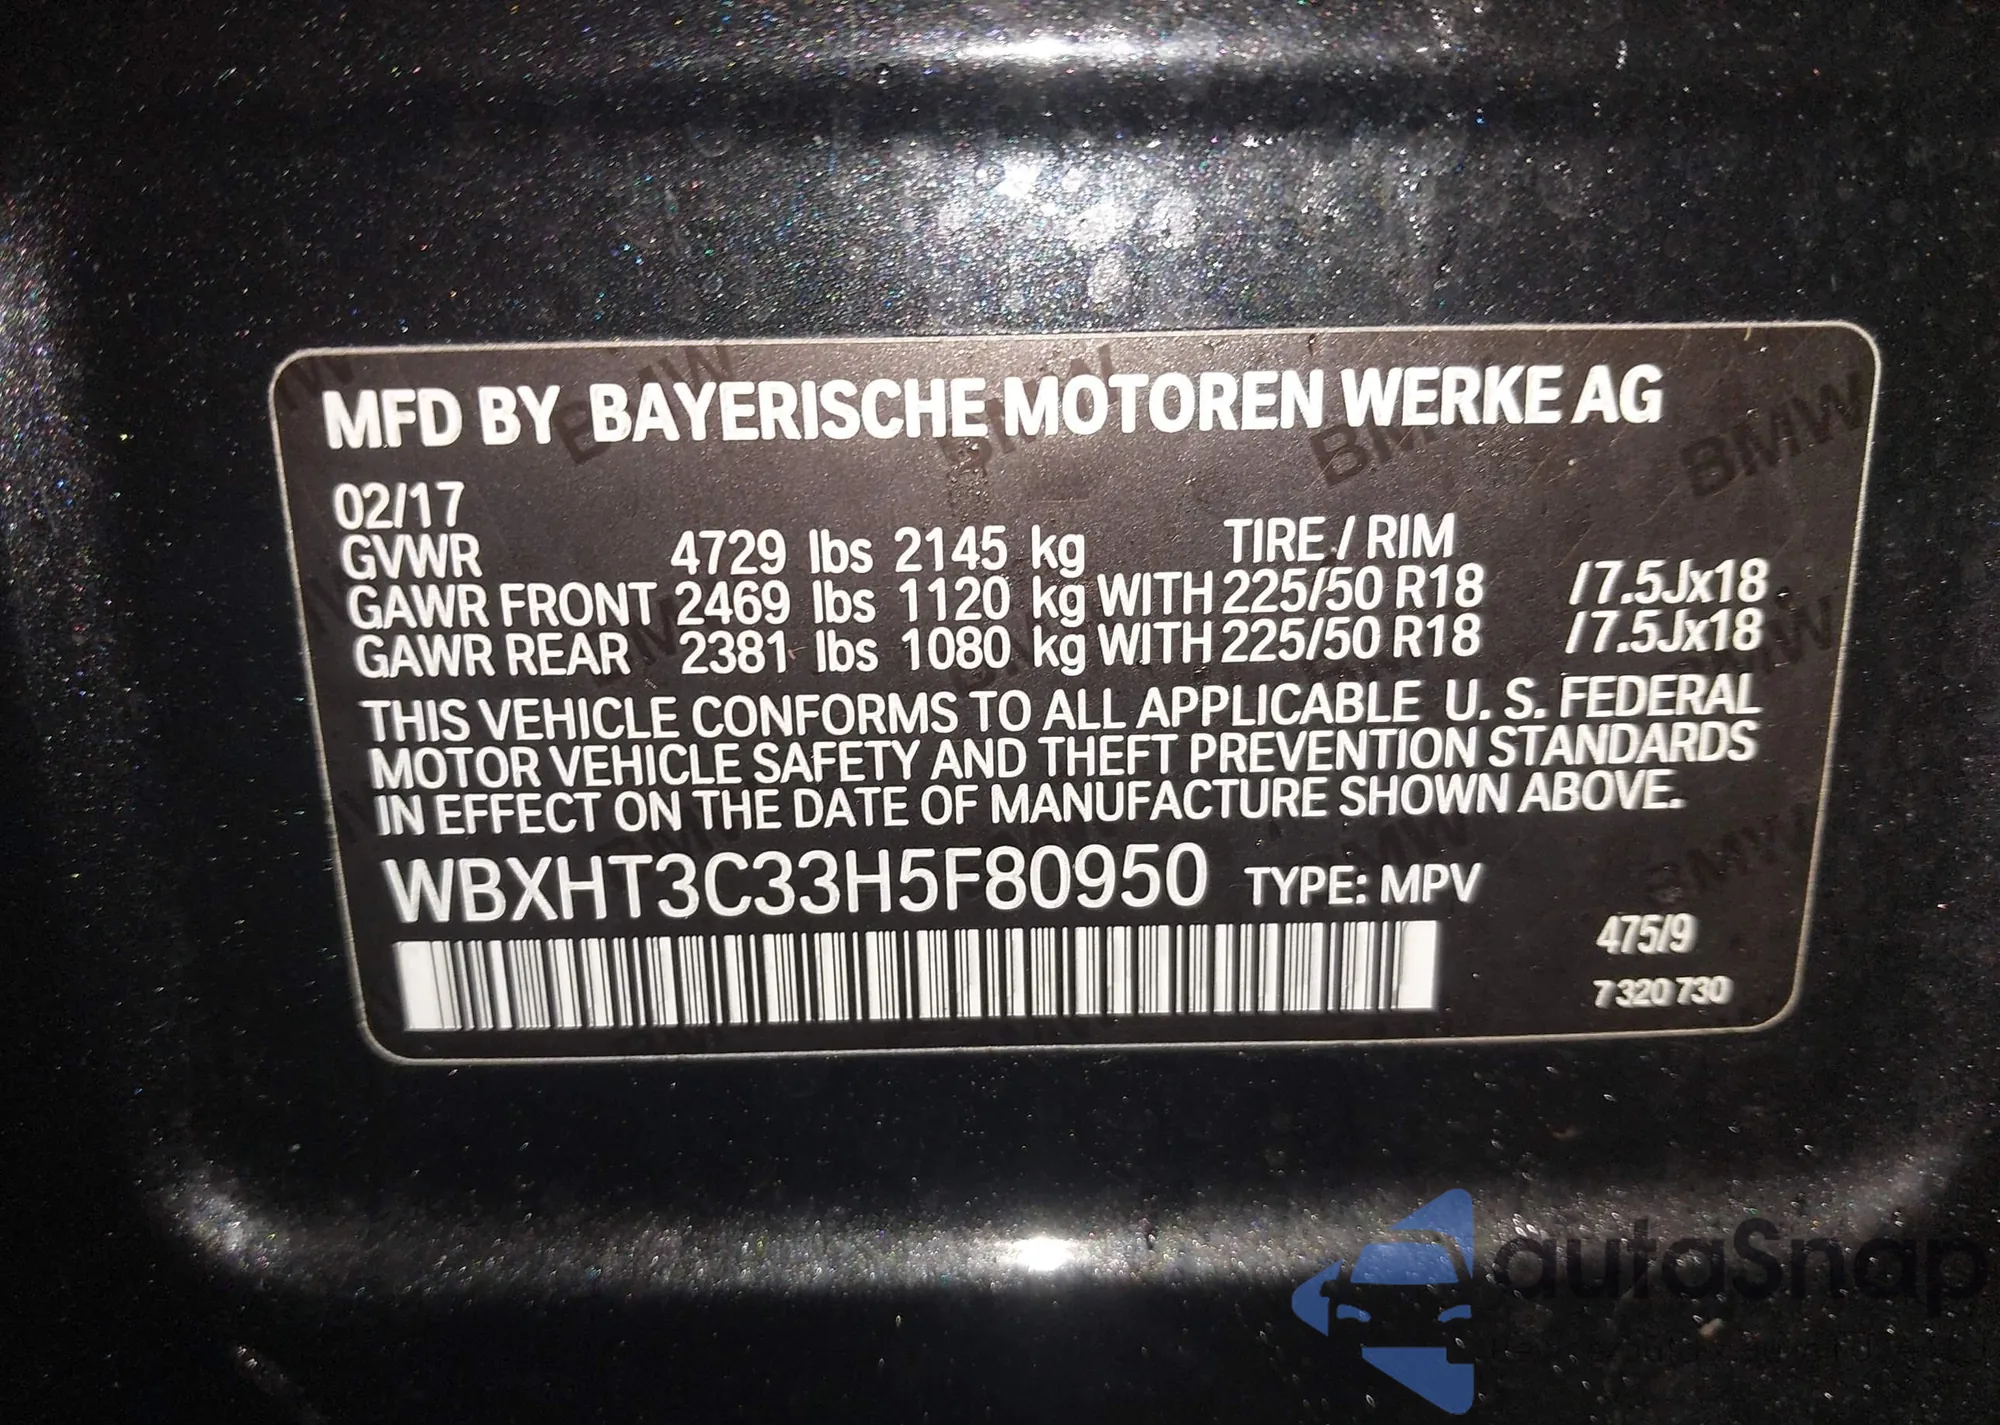 MFD BY BAYERISCHE MOTOREN WERKE AG
02/17
GVWR 4729 lbs 2145 kg TIRE / RIM
GAWR FRONT 2469 lbs 1120 kg WITH 225/50 R18 /7.5Jx18
GAWR REAR 2381 lbs 1080 kg WITH 225/50 R18 /7.5Jx18
THIS VEHICLE CONFORMS TO ALL APPLICABLE U. S. FEDERAL
MOTOR VEHICLE SAFETY AND THEFT PREVENTION STANDARDS
IN EFFECT ON THE DATE OF MANUFACTURE SHOWN ABOVE.
WBXHT3C33H5F80950 TYPE: MPV
475/9
7 320 730
autaSnap